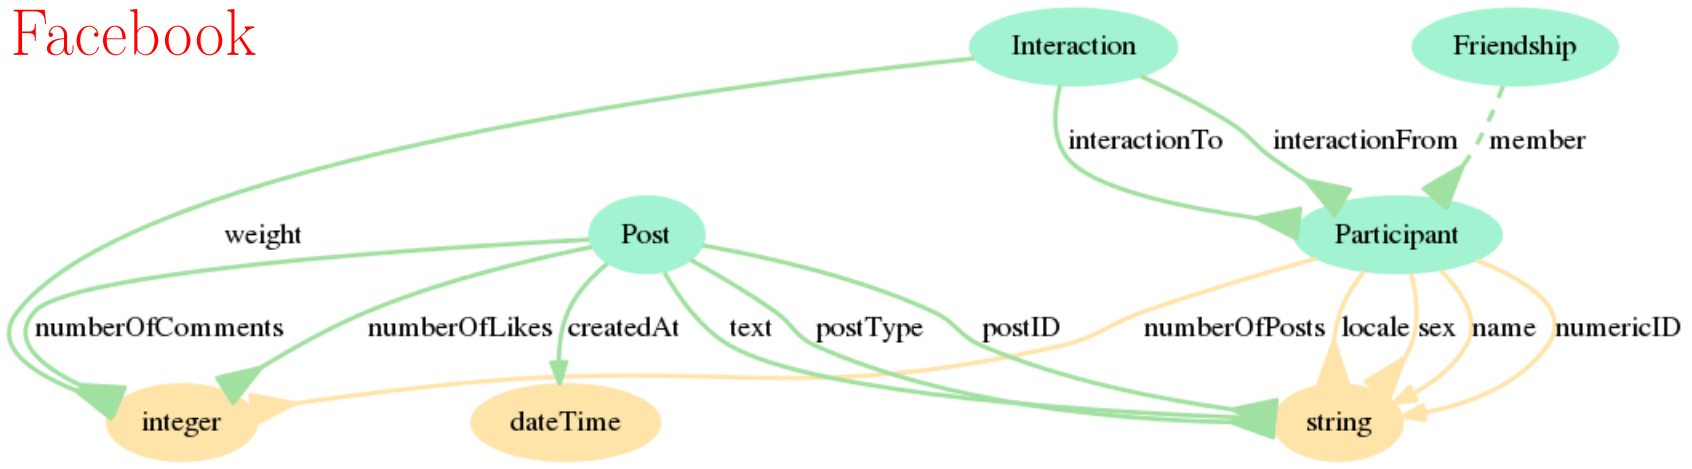 Facebook
Interaction
Friendship
interactionTo
interactionFrom
member
weight
Post
Participant
numberOfComments
numberOfLikes
createdAt
text
postType
postID
numberOfPosts
locale
sex
name
numericID
integer
dateTime
string